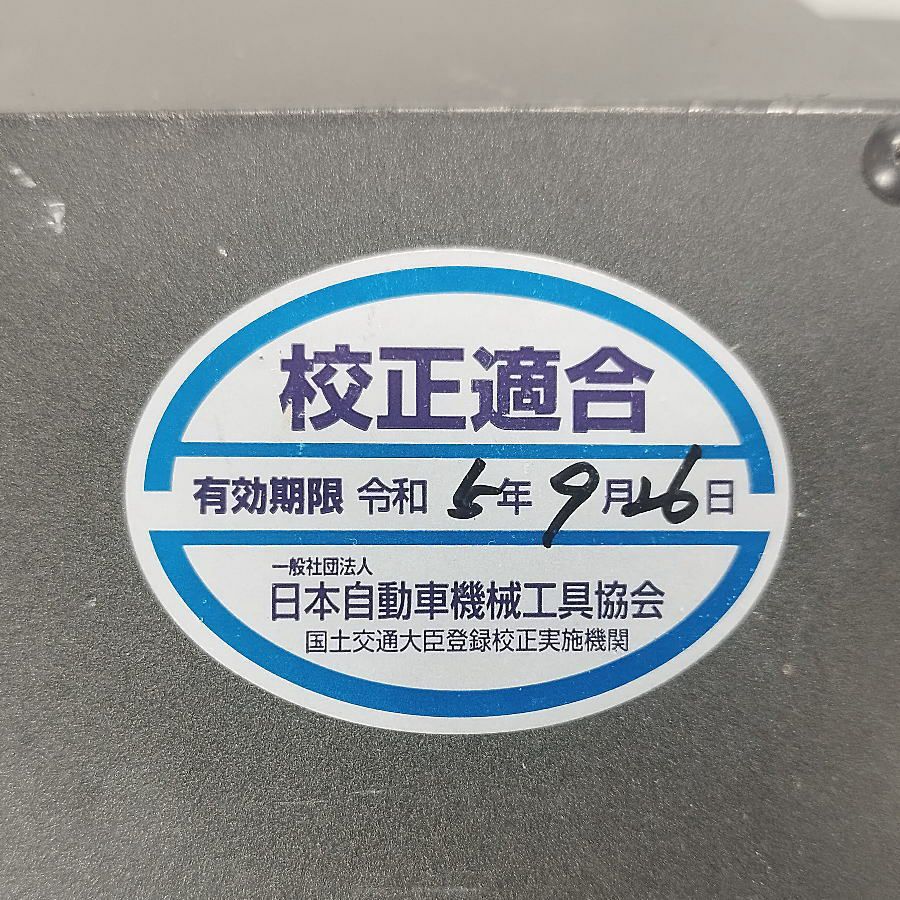 校正適合
有効期限 令和 5年 9月26日
一般社団法人
日本自動車機械工具協会
国土交通大臣登録校正実施機関